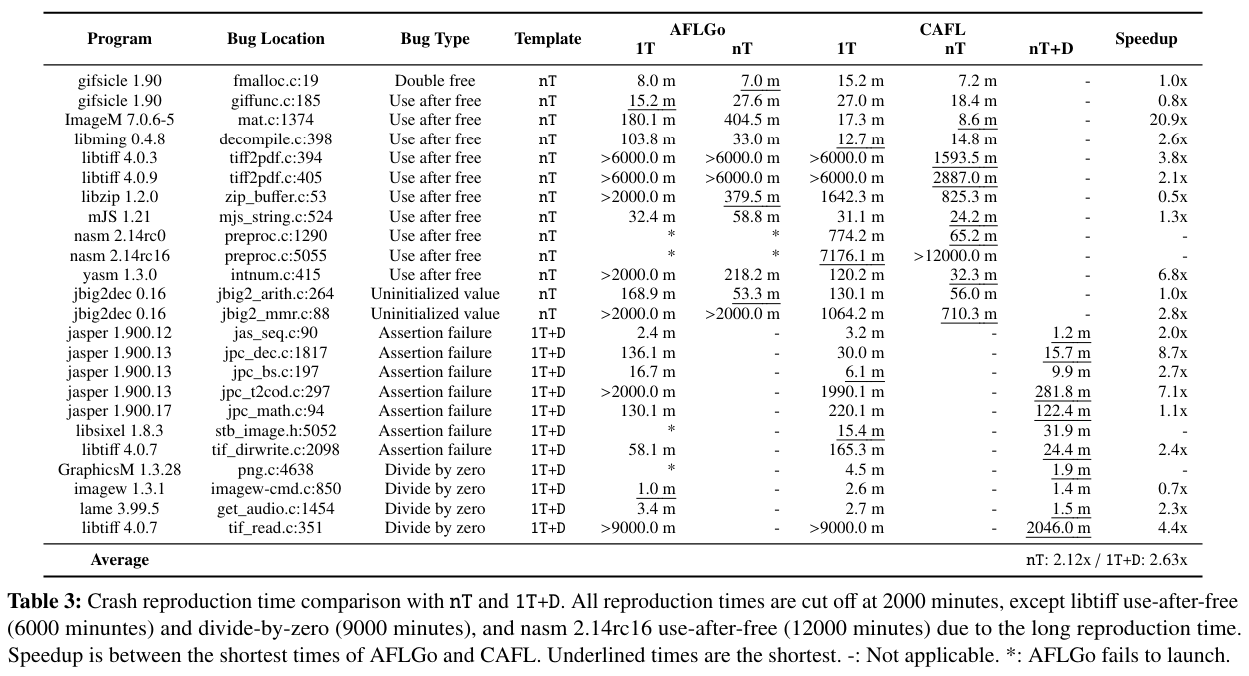 Program Bug Location Bug Type Template AFLGo CAFL Speedup
1T nT 1T nT nT+D
gifsicle 1.90 fmalloc.c:19 Double free nT 8.0 m 7.0 m 15.2 m 7.2 m - 1.0x
gifsicle 1.90 giffunc.c:185 Use after free nT 15.2 m 27.6 m 27.0 m 18.4 m - 0.8x
ImageM 7.0.6-5 mat.c:1374 Use after free nT 180.1 m 404.5 m 17.3 m 8.6 m - 20.9x
libming 0.4.8 decompile.c:398 Use after free nT 103.8 m 33.0 m 12.7 m 14.8 m - 2.6x
libtiff 4.0.3 tiff2pdf.c:394 Use after free nT >6000.0 m >6000.0 m >6000.0 m 1593.5 m - 3.8x
libtiff 4.0.9 tiff2pdf.c:405 Use after free nT >6000.0 m >6000.0 m >6000.0 m 2887.0 m - 2.1x
libzip 1.2.0 zip_buffer.c:53 Use after free nT >2000.0 m 379.5 m 1642.3 m 825.3 m - 0.5x
mJS 1.21 mjs_string.c:524 Use after free nT 32.4 m 58.8 m 31.1 m 24.2 m - 1.3x
nasm 2.14rc0 preproc.c:1290 Use after free nT * * 774.2 m 65.2 m - -
nasm 2.14rc16 preproc.c:5055 Use after free nT * * 7176.1 m >12000.0 m - -
yasm 1.3.0 intnum.c:415 Use after free nT >2000.0 m 218.2 m 120.2 m 32.3 m - 6.8x
jbig2dec 0.16 jbig2_arith.c:264 Uninitialized value nT 168.9 m 53.3 m 130.1 m 56.0 m - 1.0x
jbig2dec 0.16 jbig2_mmr.c:88 Uninitialized value nT >2000.0 m >2000.0 m 1064.2 m 710.3 m - 2.8x
jasper 1.900.12 jas_seq.c:90 Assertion failure 1T+D 2.4 m - 3.2 m - 1.2 m 2.0x
jasper 1.900.13 jpc_dec.c:1817 Assertion failure 1T+D 136.1 m - 30.0 m - 15.7 m 8.7x
jasper 1.900.13 jpc_bs.c:197 Assertion failure 1T+D 16.7 m - 6.1 m - 9.9 m 2.7x
jasper 1.900.13 jpc_t2cod.c:297 Assertion failure 1T+D >2000.0 m - 1990.1 m - 281.8 m 7.1x
jasper 1.900.17 jpc_math.c:94 Assertion failure 1T+D 130.1 m - 220.1 m - 122.4 m 1.1x
libsixel 1.8.3 stb_image.h:5052 Assertion failure 1T+D * - 15.4 m - 31.9 m -
libtiff 4.0.7 tif_dirwrite.c:2098 Assertion failure 1T+D 58.1 m - 165.3 m - 24.4 m 2.4x
GraphicsM 1.3.28 png.c:4638 Divide by zero 1T+D * - 4.5 m - 1.9 m -
imagew 1.3.1 imagew-cmd.c:850 Divide by zero 1T+D 1.0 m - 2.6 m - 1.4 m 0.7x
lame 3.99.5 get_audio.c:1454 Divide by zero 1T+D 3.4 m - 2.7 m - 1.5 m 2.3x
libtiff 4.0.7 tif_read.c:351 Divide by zero 1T+D >9000.0 m - >9000.0 m - 2046.0 m 4.4x
Average nT: 2.12x / 1T+D: 2.63x
Table 3: Crash reproduction time comparison with nT and 1T+D. All reproduction times are cut off at 2000 minutes, except libtiff use-after-free
(6000 minuntes) and divide-by-zero (9000 minutes), and nasm 2.14rc16 use-after-free (12000 minutes) due to the long reproduction time.
Speedup is between the shortest times of AFLGo and CAFL. Underlined times are the shortest. -: Not applicable. *: AFLGo fails to launch.